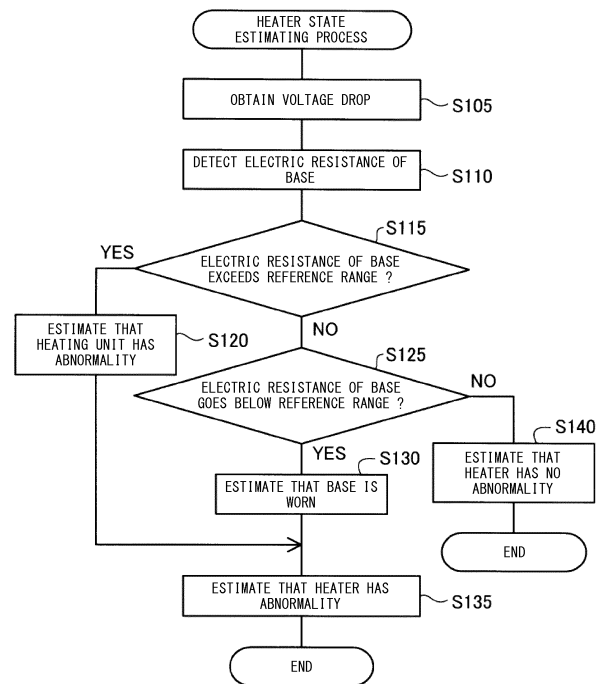 HEATER STATE
ESTIMATING PROCESS
OBTAIN VOLTAGE DROP
S105
DETECT ELECTRIC RESISTANCE OF
BASE
S110
S115
YES
ELECTRIC RESISTANCE OF BASE
EXCEEDS REFERENCE RANGE ?
NO
ESTIMATE THAT
HEATING UNIT HAS
ABNORMALITY
S120
S125
ELECTRIC RESISTANCE OF BASE
GOES BELOW REFERENCE RANGE ?
NO
YES
S130
ESTIMATE THAT BASE IS
WORN
S140
ESTIMATE THAT
HEATER HAS NO
ABNORMALITY
END
ESTIMATE THAT HEATER HAS
ABNORMALITY
S135
END